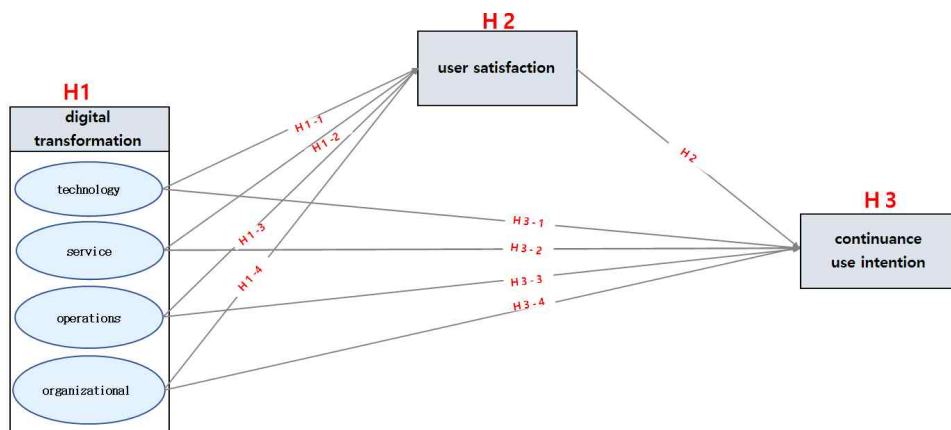 H 2
user satisfaction
H1
digital
transformation
technology
service
operations
organizational
H1-1
H1-2
H1-3
H1-4
H2
H3-1
H3-2
H3-3
H3-4
H 3
continuance
use intention